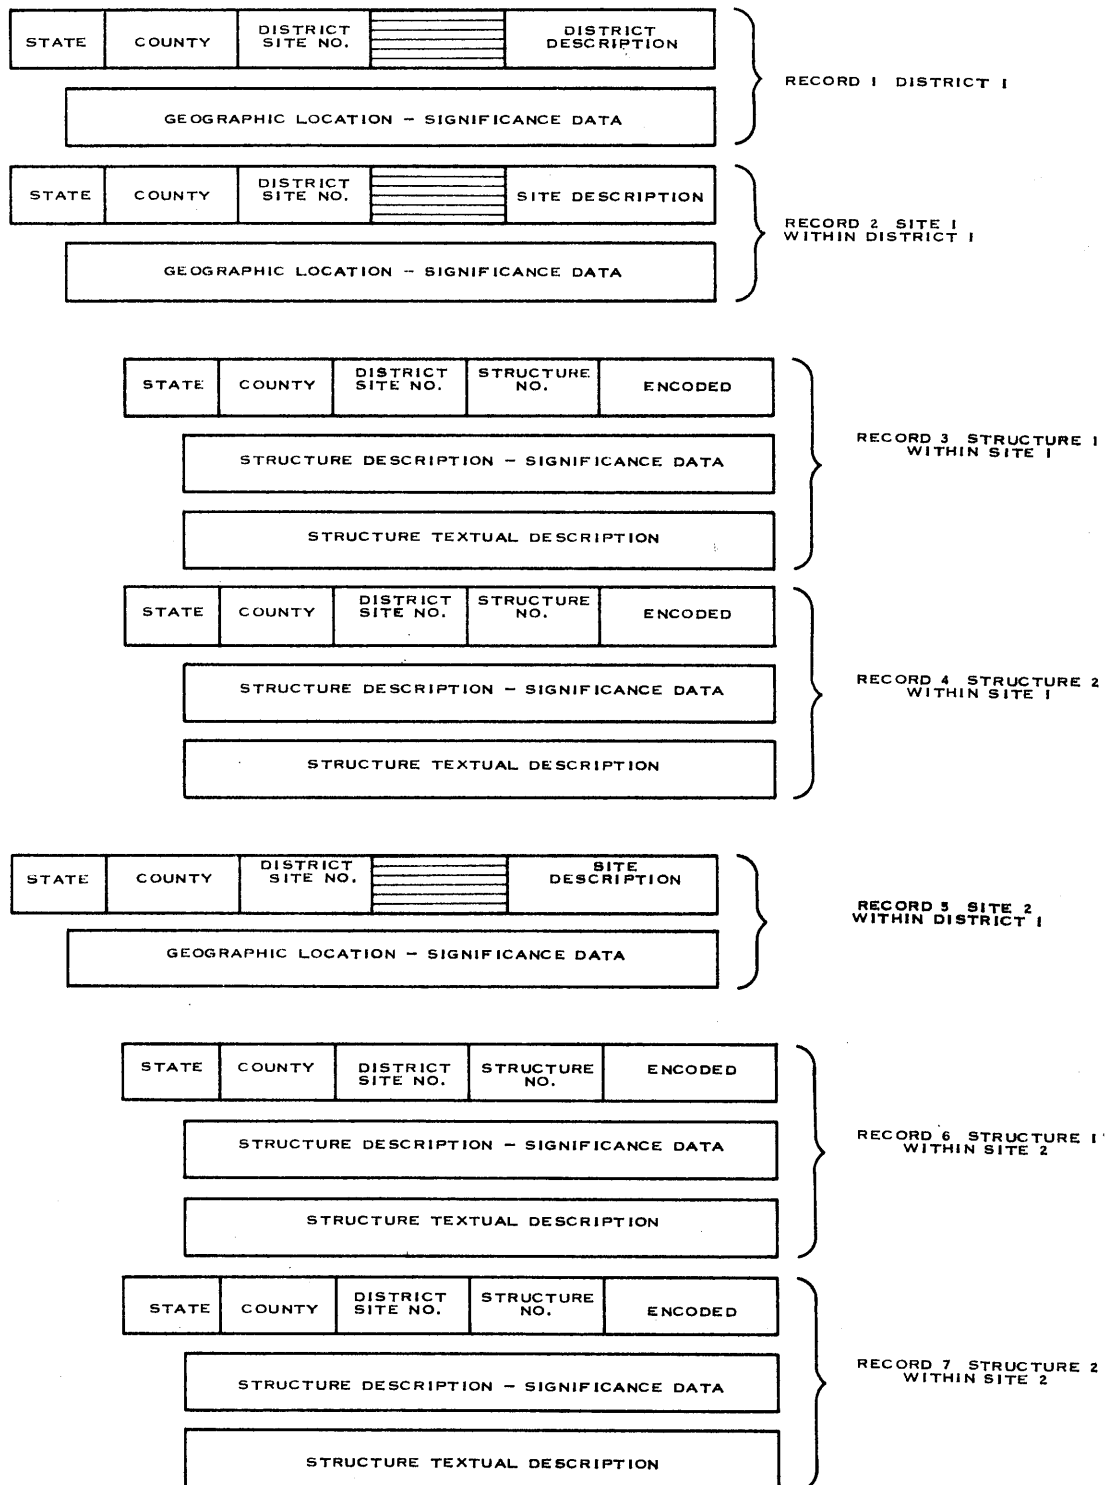 STATE
COUNTY
DISTRICT
SITE NO.
DISTRICT
DESCRIPTION
RECORD 1 DISTRICT 1
GEOGRAPHIC LOCATION - SIGNIFICANCE DATA
STATE
COUNTY
DISTRICT
SITE NO.
SITE DESCRIPTION
RECORD 2 SITE 1
WITHIN DISTRICT 1
GEOGRAPHIC LOCATION - SIGNIFICANCE DATA
STATE
COUNTY
DISTRICT
SITE NO.
STRUCTURE
NO.
ENCODED
RECORD 3 STRUCTURE 1
WITHIN SITE 1
STRUCTURE DESCRIPTION - SIGNIFICANCE DATA
STRUCTURE TEXTUAL DESCRIPTION
STATE
COUNTY
DISTRICT
SITE NO.
STRUCTURE
NO.
ENCODED
RECORD 4 STRUCTURE 2
WITHIN SITE 1
STRUCTURE DESCRIPTION - SIGNIFICANCE DATA
STRUCTURE TEXTUAL DESCRIPTION
STATE
COUNTY
DISTRICT
SITE NO.
SITE
DESCRIPTION
RECORD 5 SITE 2
WITHIN DISTRICT 1
GEOGRAPHIC LOCATION - SIGNIFICANCE DATA
STATE
COUNTY
DISTRICT
SITE NO.
STRUCTURE
NO.
ENCODED
RECORD 6 STRUCTURE 1
WITHIN SITE 2
STRUCTURE DESCRIPTION - SIGNIFICANCE DATA
STRUCTURE TEXTUAL DESCRIPTION
STATE
COUNTY
DISTRICT
SITE NO.
STRUCTURE
NO.
ENCODED
RECORD 7 STRUCTURE 2
WITHIN SITE 2
STRUCTURE DESCRIPTION - SIGNIFICANCE DATA
STRUCTURE TEXTUAL DESCRIPTION